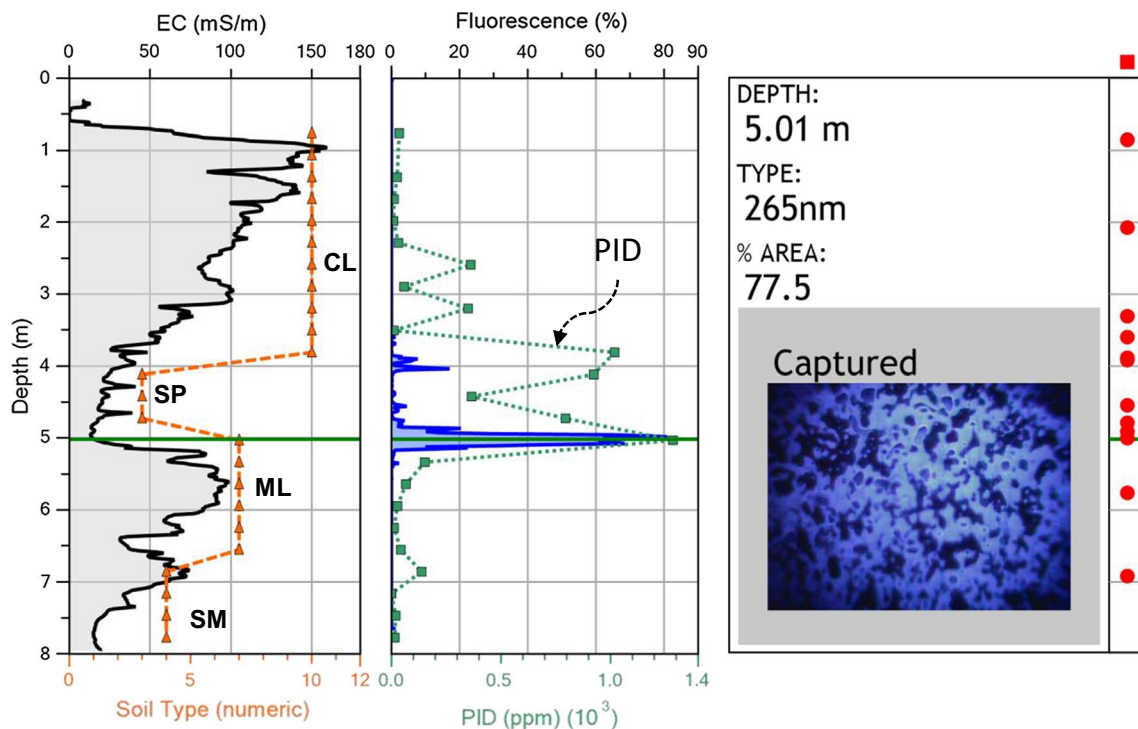 EC (mS/m)
0 50 100 150 180
Fluorescence (%)
0 20 40 60 80 90
0
1
2
3
4
5
6
7
8
Depth (m)
CL
SP
ML
SM
PID
0 5 10 12
Soil Type (numeric)
0.0 0.5 1.0 1.4
PID (ppm) (10³)
DEPTH:
5.01 m
TYPE:
265nm
% AREA:
77.5
Captured